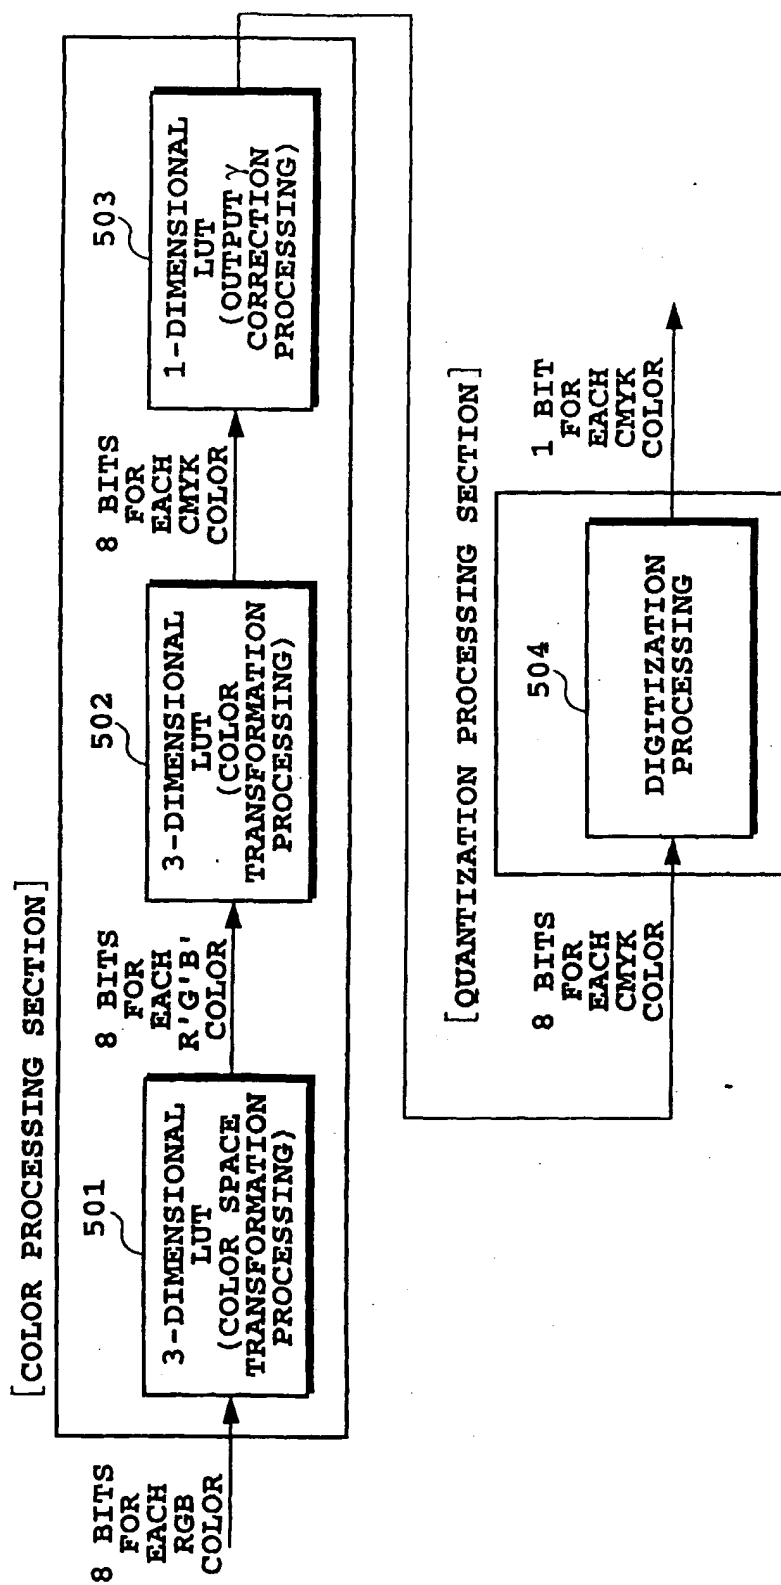 [COLOR PROCESSING SECTION]
8 BITS
FOR
EACH
RGB
COLOR
501
3-DIMENSIONAL
LUT
(COLOR SPACE
TRANSFORMATION
PROCESSING)
8 BITS
FOR
EACH
R'G'B'
COLOR
502
3-DIMENSIONAL
LUT
(COLOR
TRANSFORMATION
PROCESSING)
8 BITS
FOR
EACH
CMYK
COLOR
503
1-DIMENSIONAL
LUT
(OUTPUT γ
CORRECTION
PROCESSING)
[QUANTIZATION PROCESSING SECTION]
8 BITS
FOR
EACH
CMYK
COLOR
504
DIGITIZATION
PROCESSING
1 BIT
FOR
EACH
CMYK
COLOR